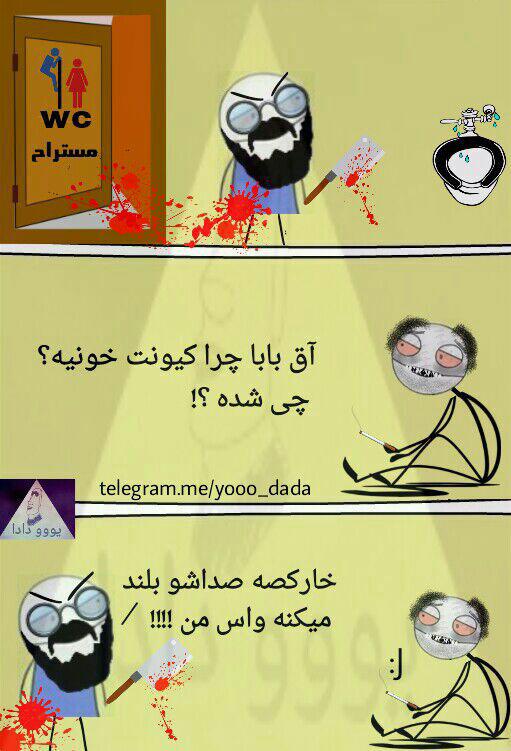 WC
مستراح
آق بابا چرا کیونت خونیه؟
چی شده ؟!
telegram.me/yooo_dada
یووو دادا
خارکصه صداشو بلند
میکنه واس من !!!! /
:ل